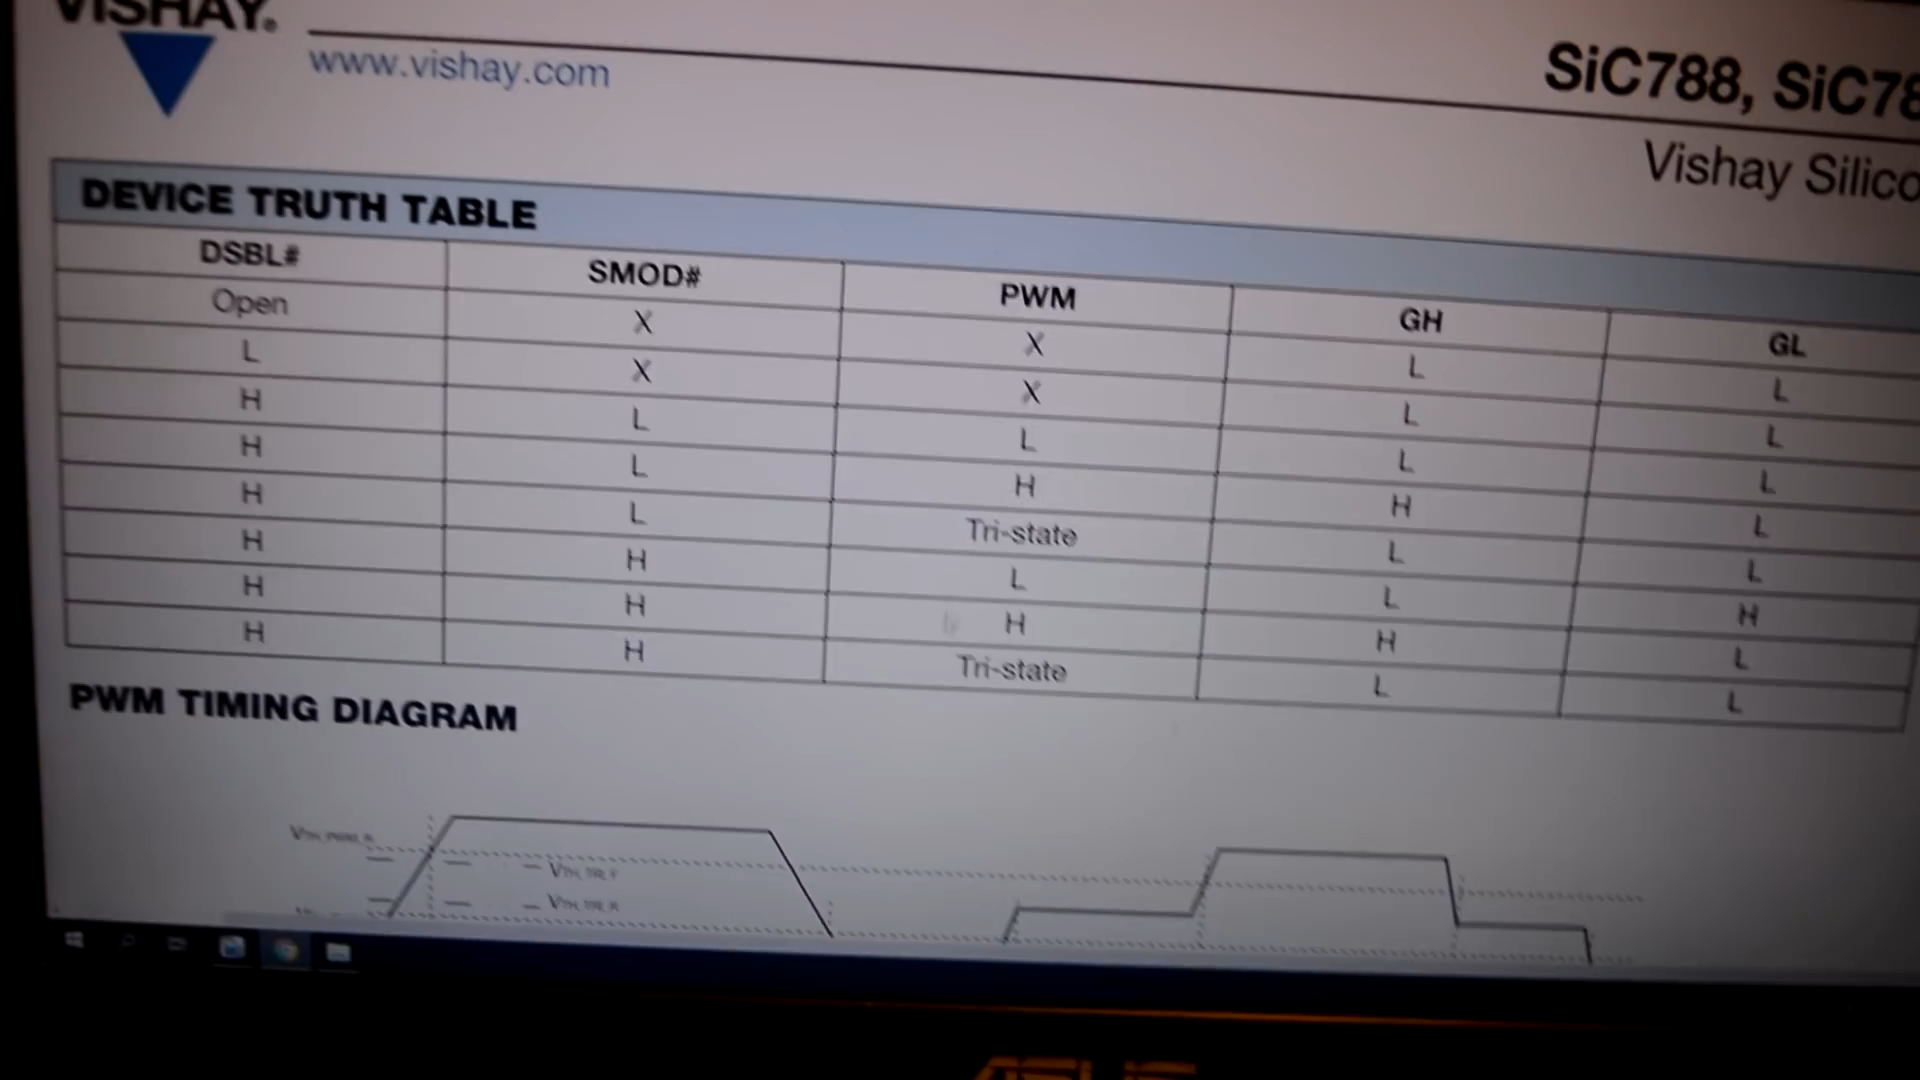 VISHAY®
www.vishay.com
SiC788, SiC78
Vishay Silico
DEVICE TRUTH TABLE
DSBL# SMOD# PWM GH GL
Open X X L L
L X X L L
H L L L L
H L H H L
H L Tri-state L L
H H L L H
H H H H L
H H Tri-state L L
PWM TIMING DIAGRAM